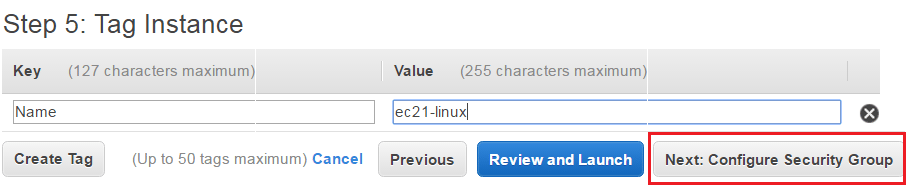 Step 5: Tag Instance
Key (127 characters maximum) Value (255 characters maximum)
Name ec21-linux
Create Tag (Up to 50 tags maximum) Cancel Previous Review and Launch Next: Configure Security Group